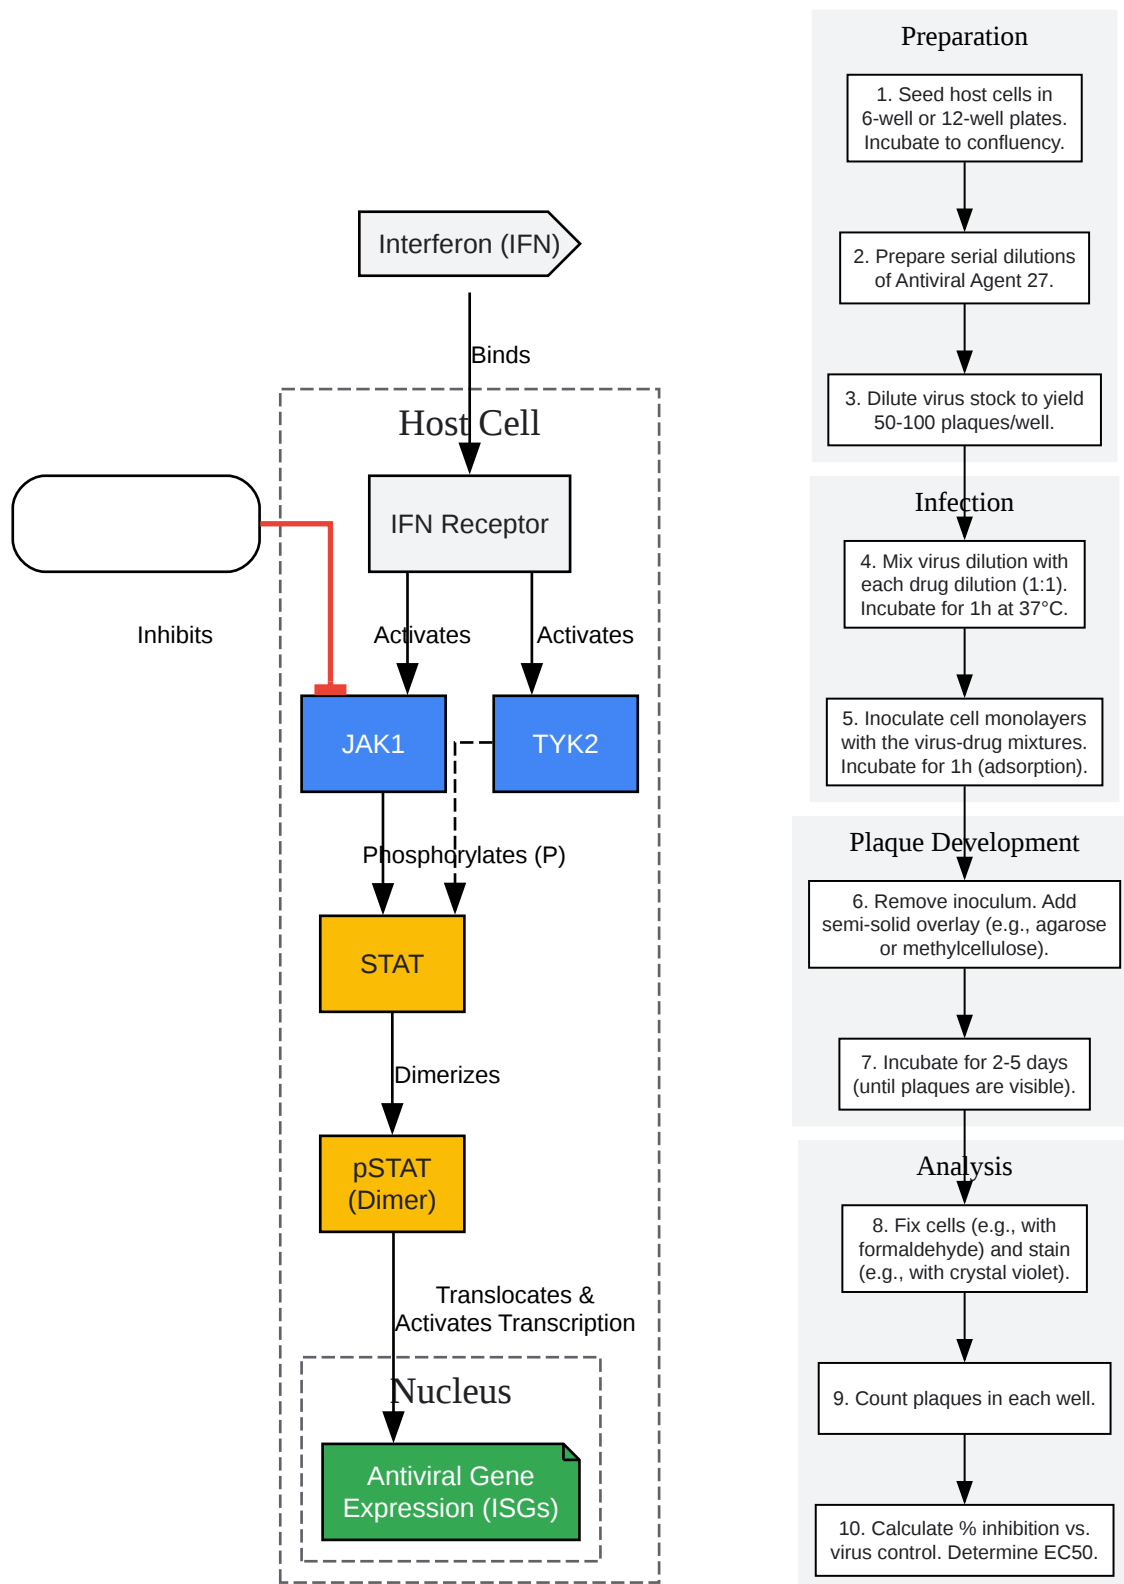 Interferon (IFN)
Binds
Host Cell
IFN Receptor
Inhibits
Activates
Activates
JAK1
TYK2
Phosphorylates (P)
STAT
Dimerizes
pSTAT
(Dimer)
Translocates &
Activates Transcription
Nucleus
Antiviral Gene
Expression (ISGs)
Preparation
1. Seed host cells in
6-well or 12-well plates.
Incubate to confluency.
2. Prepare serial dilutions
of Antiviral Agent 27.
3. Dilute virus stock to yield
50-100 plaques/well.
Infection
4. Mix virus dilution with
each drug dilution (1:1).
Incubate for 1h at 37°C.
5. Inoculate cell monolayers
with the virus-drug mixtures.
Incubate for 1h (adsorption).
Plaque Development
6. Remove inoculum. Add
semi-solid overlay (e.g., agarose
or methylcellulose).
7. Incubate for 2-5 days
(until plaques are visible).
Analysis
8. Fix cells (e.g., with
formaldehyde) and stain
(e.g., with crystal violet).
9. Count plaques in each well.
10. Calculate % inhibition vs.
virus control. Determine EC50.